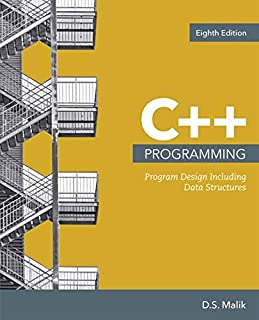 Eighth Edition
C++
PROGRAMMING
Program Design Including
Data Structures
D.S. Malik